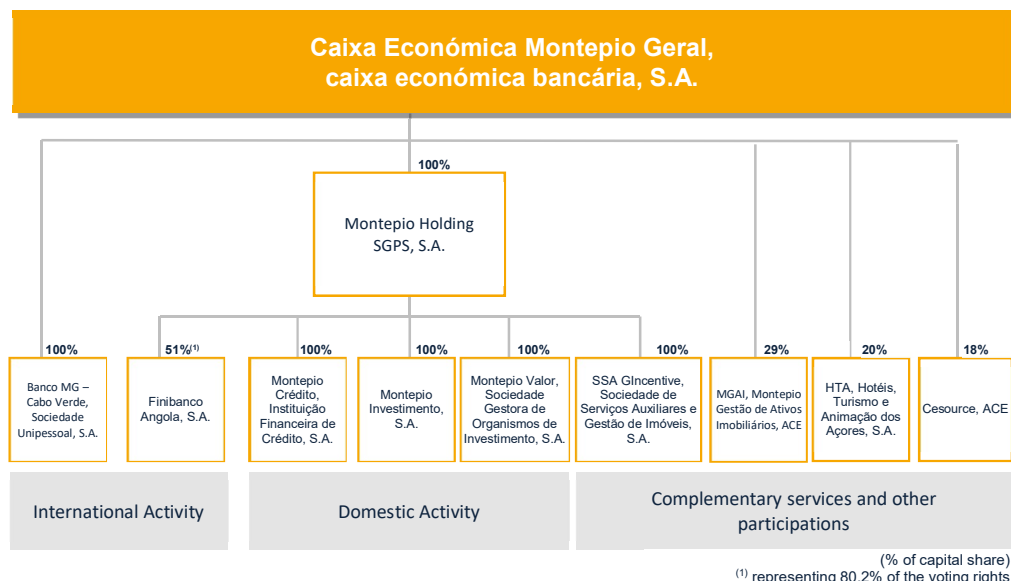 Caixa Económica Montepio Geral,
caixa económica bancária, S.A.
100%
Montepio Holding
SGPS, S.A.
100%
Banco MG –
Cabo Verde,
Sociedade
Unipessoal, S.A.
51%(1)
Finibanco
Angola, S.A.
100%
Montepio
Crédito,
Instituição
Financeira de
Crédito, S.A.
100%
Montepio
Investimento,
S.A.
100%
Montepio Valor,
Sociedade
Gestora de
Organismos de
Investimento, S.A.
100%
SSA GIncentive,
Sociedade de
Serviços Auxiliares e
Gestão de Imóveis,
S.A.
29%
MGAI, Montepio
Gestão de Ativos
Imobiliários, ACE
20%
HTA, Hotéis,
Turismo e
Animação dos
Açores, S.A.
18%
Cesource, ACE
International Activity
Domestic Activity
Complementary services and other
participations
(% of capital share)
(1) representing 80.2% of the voting rights